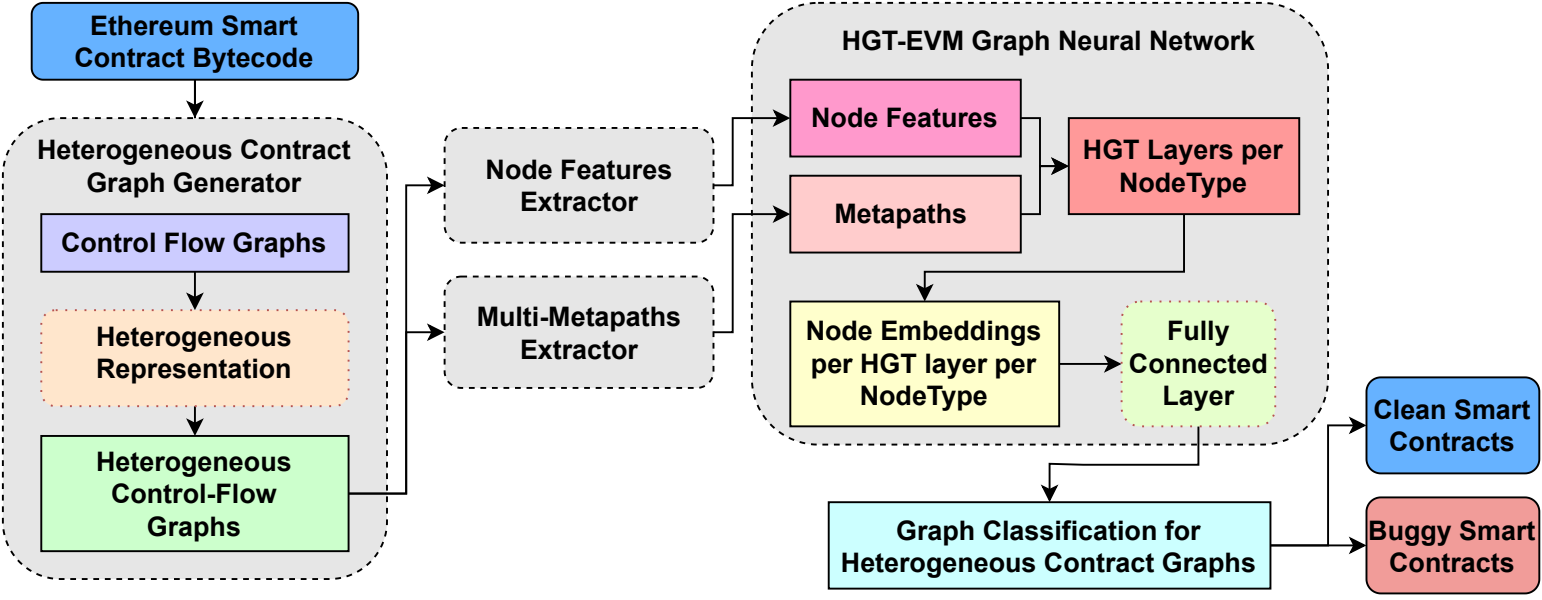 Ethereum Smart
Contract Bytecode
Heterogeneous Contract
Graph Generator
Control Flow Graphs
Heterogeneous
Representation
Heterogeneous
Control-Flow
Graphs
Node Features
Extractor
Multi-Metapaths
Extractor
HGT-EVM Graph Neural Network
Node Features
Metapaths
HGT Layers per
NodeType
Node Embeddings
per HGT layer per
NodeType
Fully
Connected
Layer
Graph Classification for
Heterogeneous Contract Graphs
Clean Smart
Contracts
Buggy Smart
Contracts